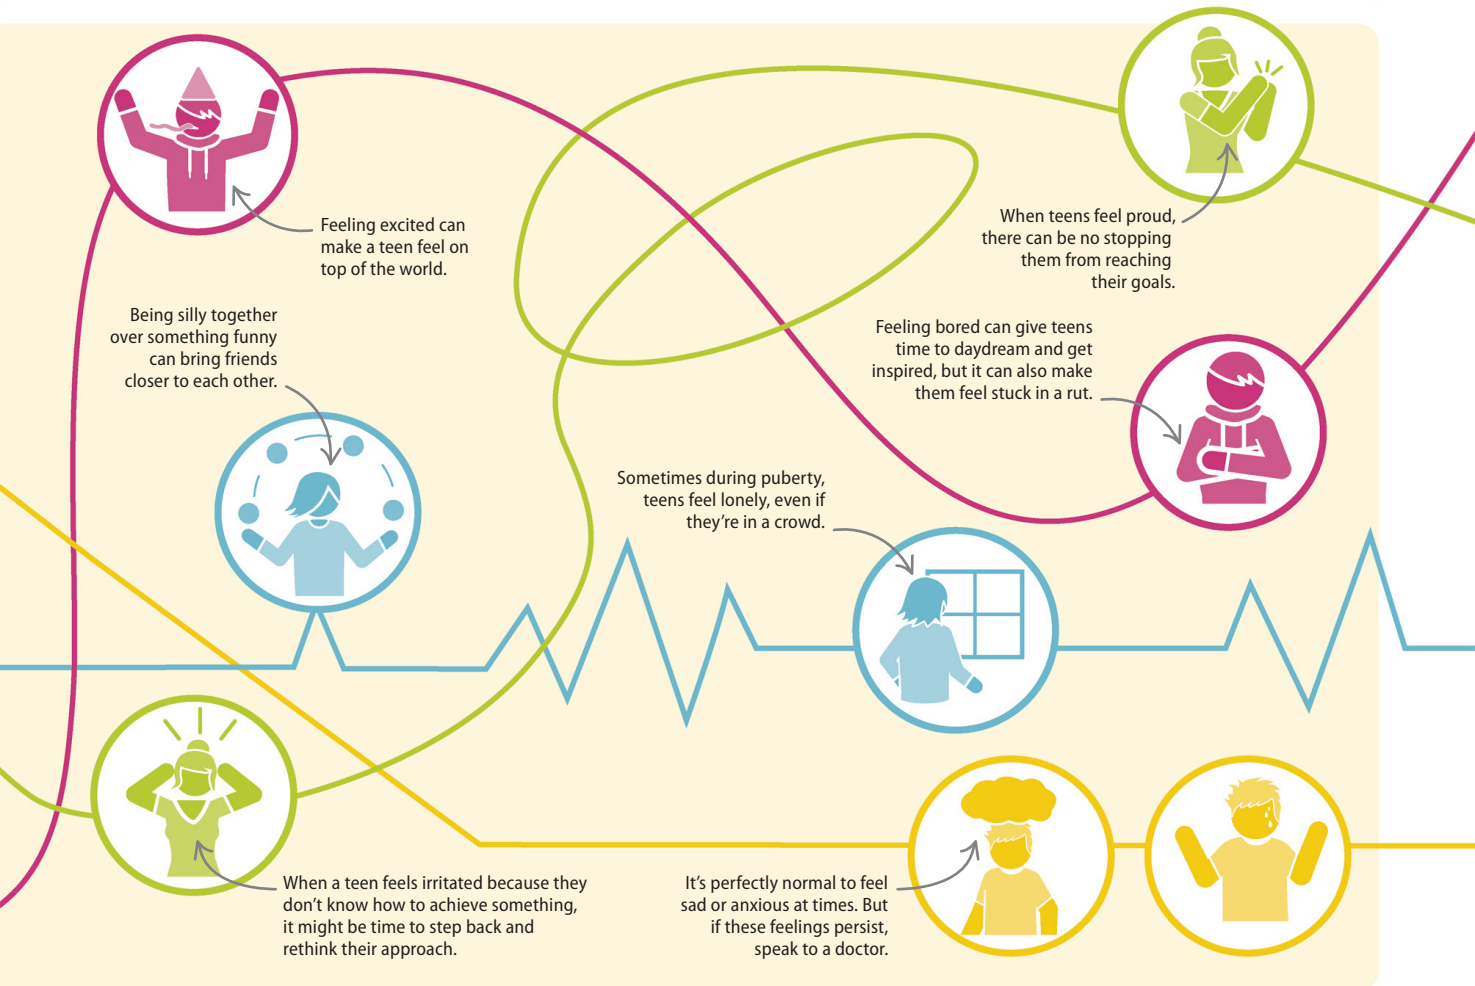 Feeling excited can
make a teen feel on
top of the world.
When teens feel proud,
there can be no stopping
them from reaching
their goals.
Being silly together
over something funny
can bring friends
closer to each other.
Feeling bored can give teens
time to daydream and get
inspired, but it can also make
them feel stuck in a rut.
Sometimes during puberty,
teens feel lonely, even if
they’re in a crowd.
When a teen feels irritated because they
don’t know how to achieve something,
it might be time to step back and
rethink their approach.
It’s perfectly normal to feel
sad or anxious at times. But
if these feelings persist,
speak to a doctor.